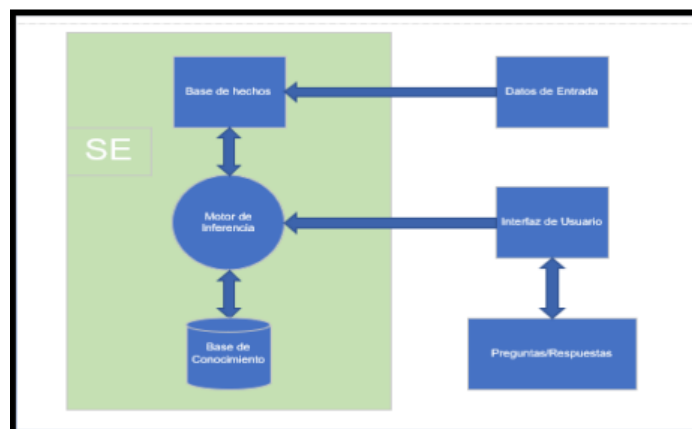 Base de hechos
Datos de Entrada
SE
Motor de
Inferencia
Interfaz de Usuario
Base de
Conocimiento
Preguntas/Respuestas